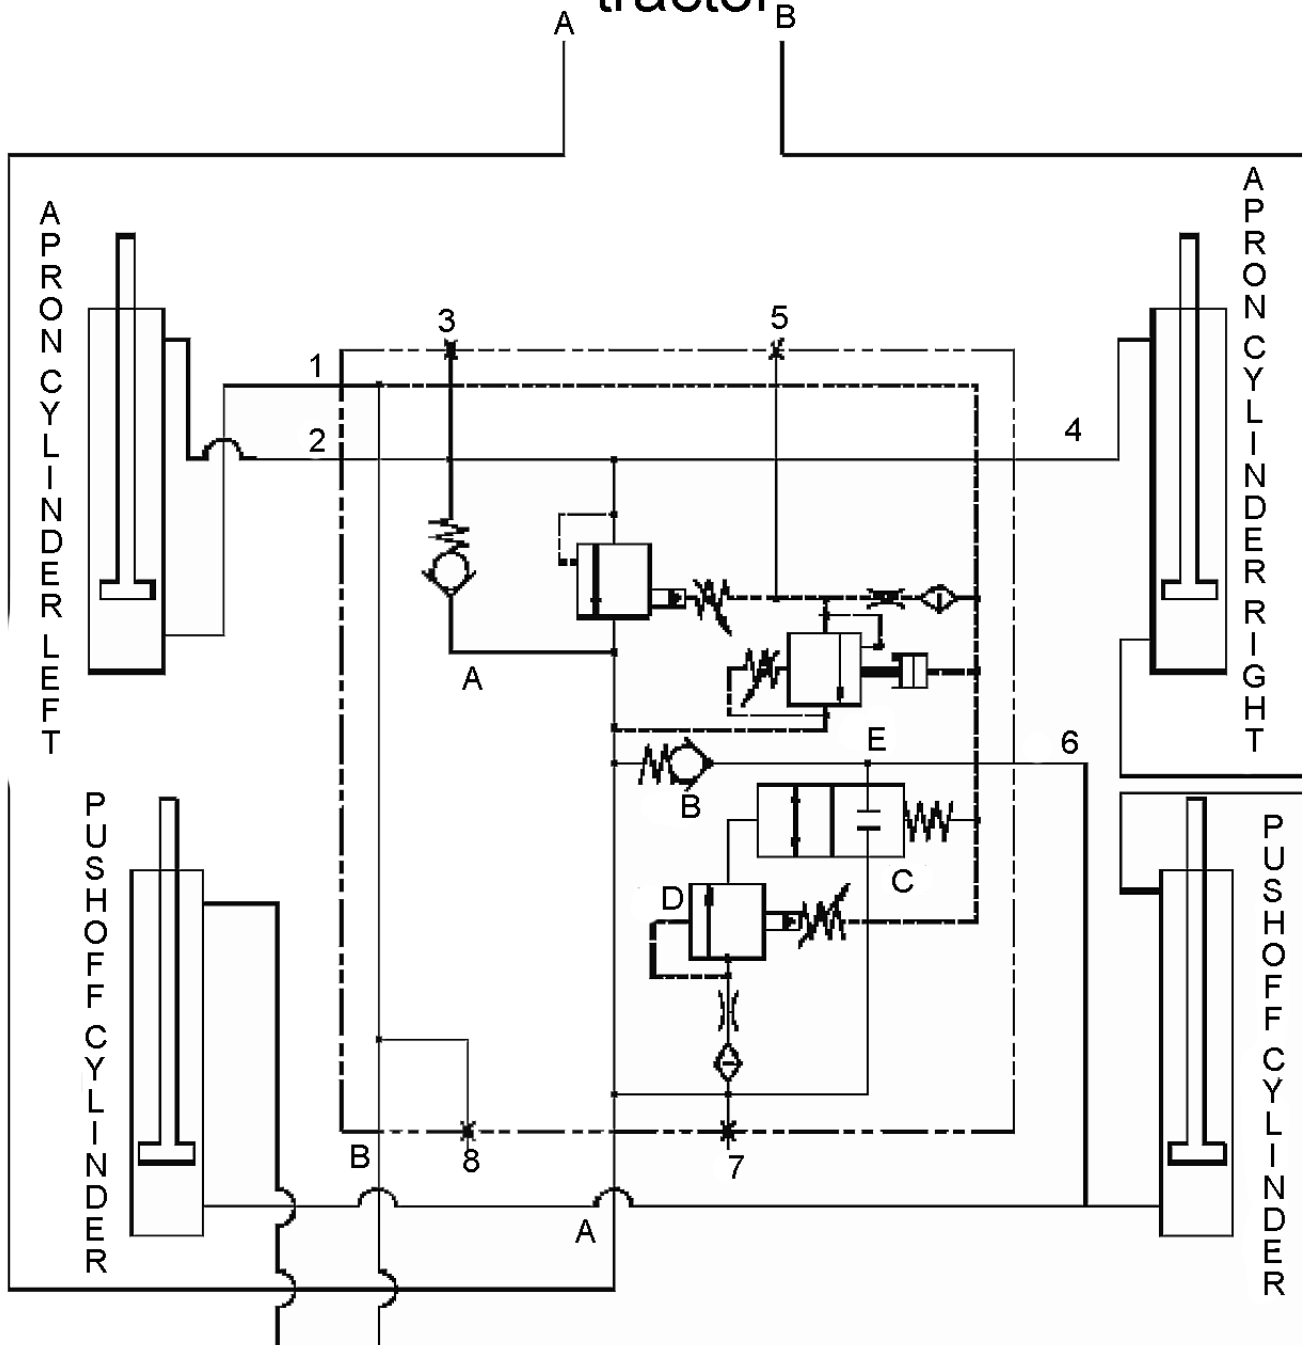 tractor
A
B
APRON CYLINDER LEFT
APRON CYLINDER RIGHT
3
5
1
2
4
A
E
6
B
C
D
PUSHOFF CYLINDER
PUSHOFF CYLINDER
B
8
7
A